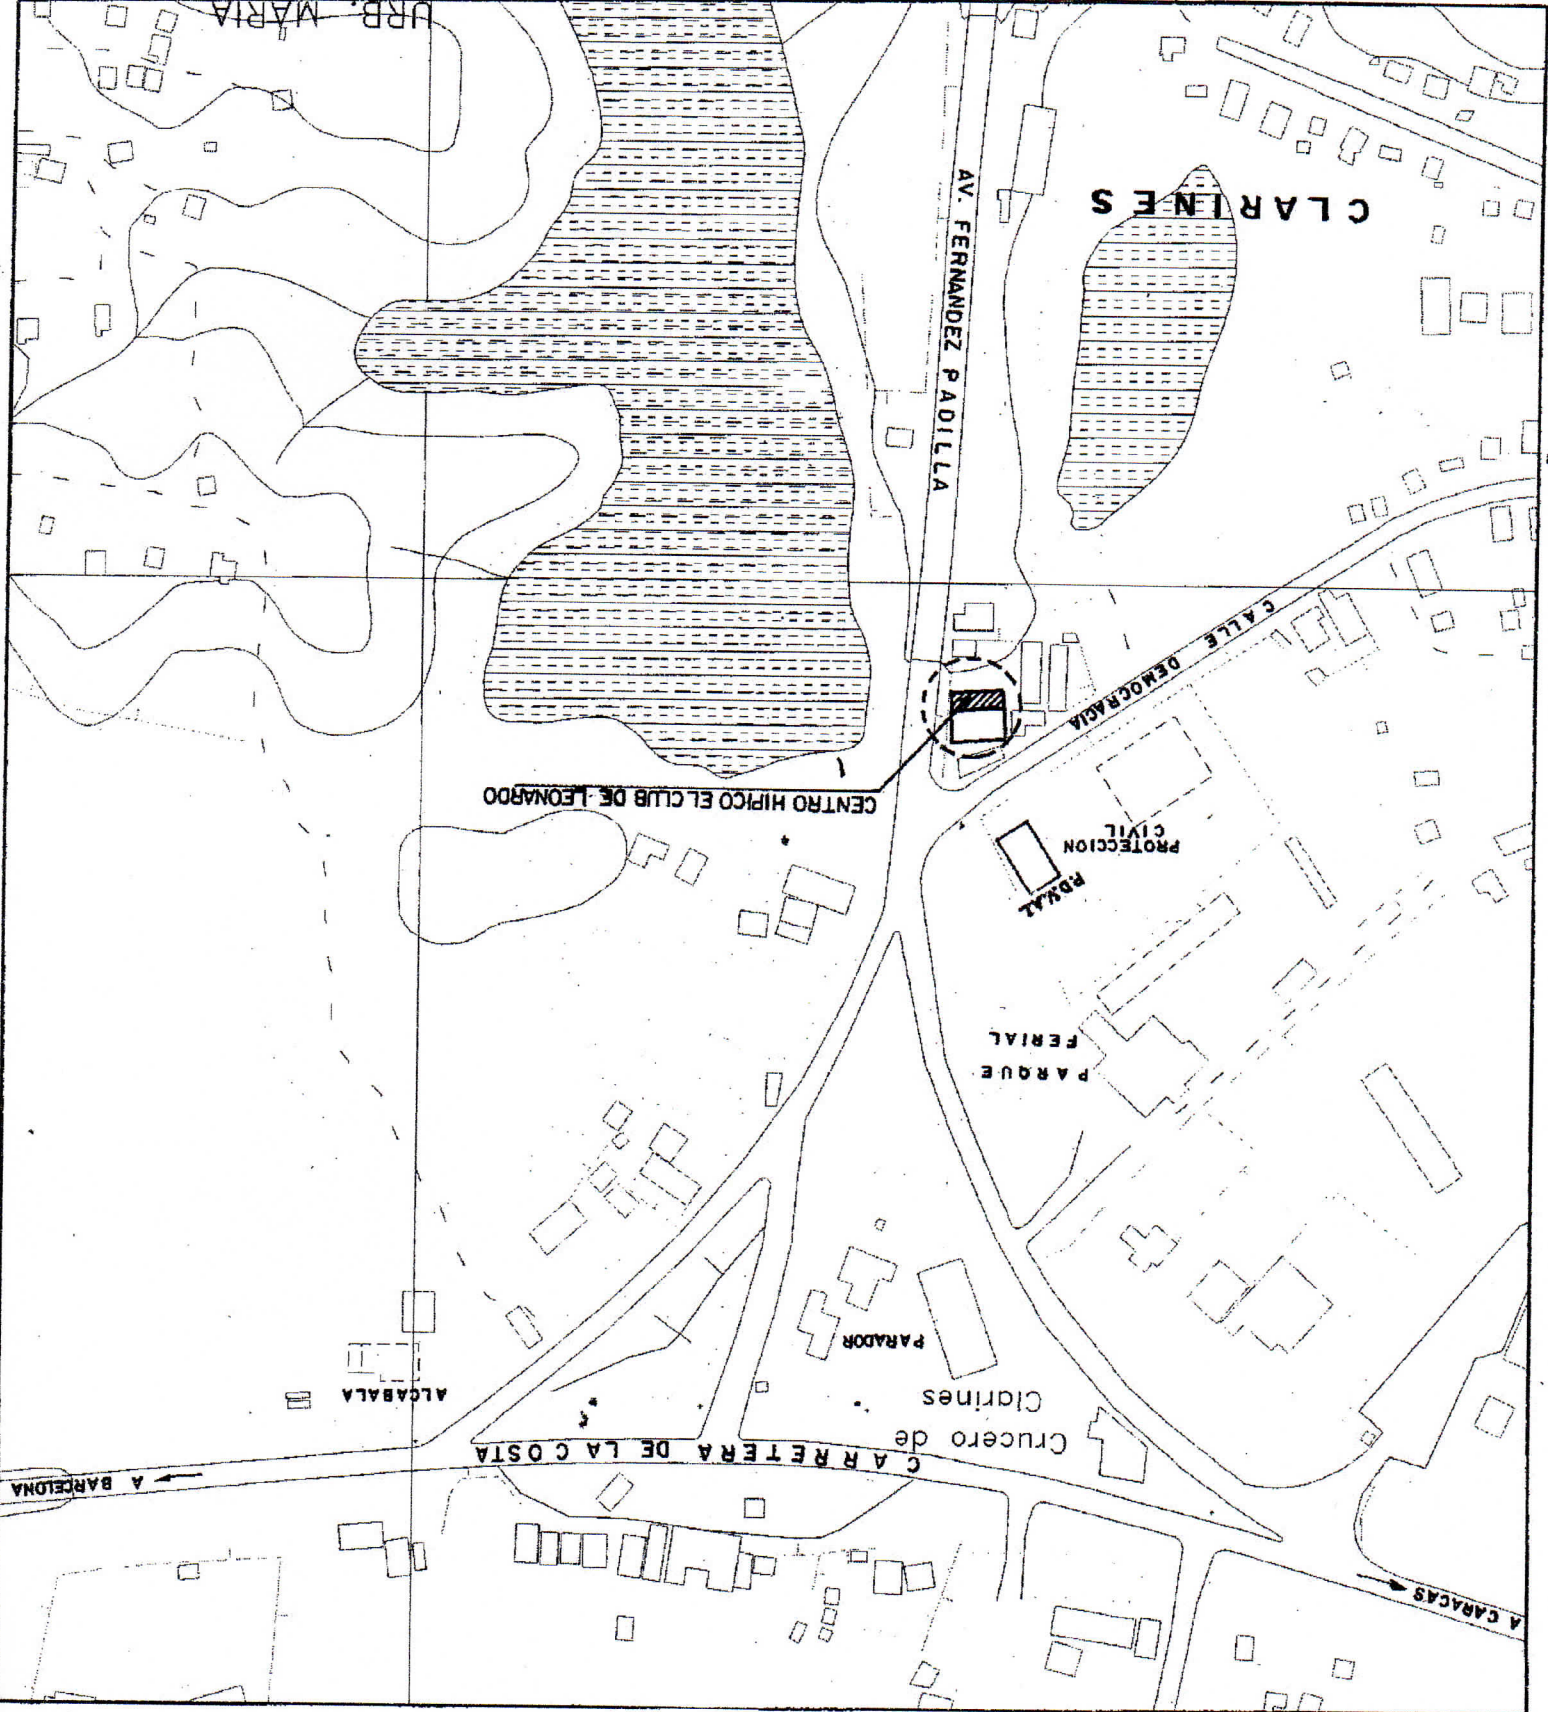 A CARACAS
A BARCELONA
CARRETERA DE LA COSTA
Crucero de
Clarines
ALCABALA
PARADOR
PARQUE
FERIAL
P.D.V.A.L
PROTECCION
CIVIL
CENTRO HIPICO EL CLUB DE LEONARDO
CALLE DEMOCRACIA
AV. FERNANDEZ PADILLA
CLARINES
URB. MARIA